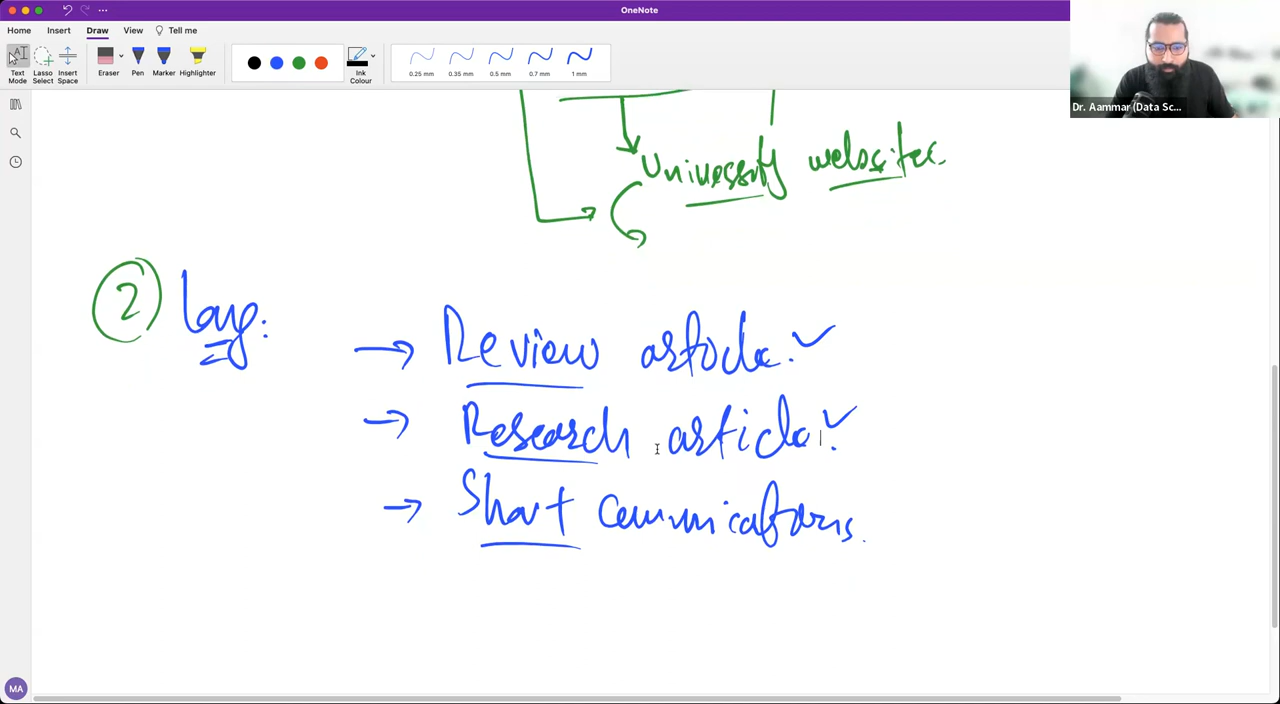 OneNote
Home Insert Draw View Tell me
Text Mode
Lasso Select
Insert Space
Eraser
Pen
Marker
Highlighter
Ink Colour
0.25 mm 0.35 mm 0.5 mm 0.7 mm 1 mm
Dr. Aammar (Data Sc...
University websites
2 Lang:
→ Review article. ✓
→ Research article. ✓
→ Short communications.
MA